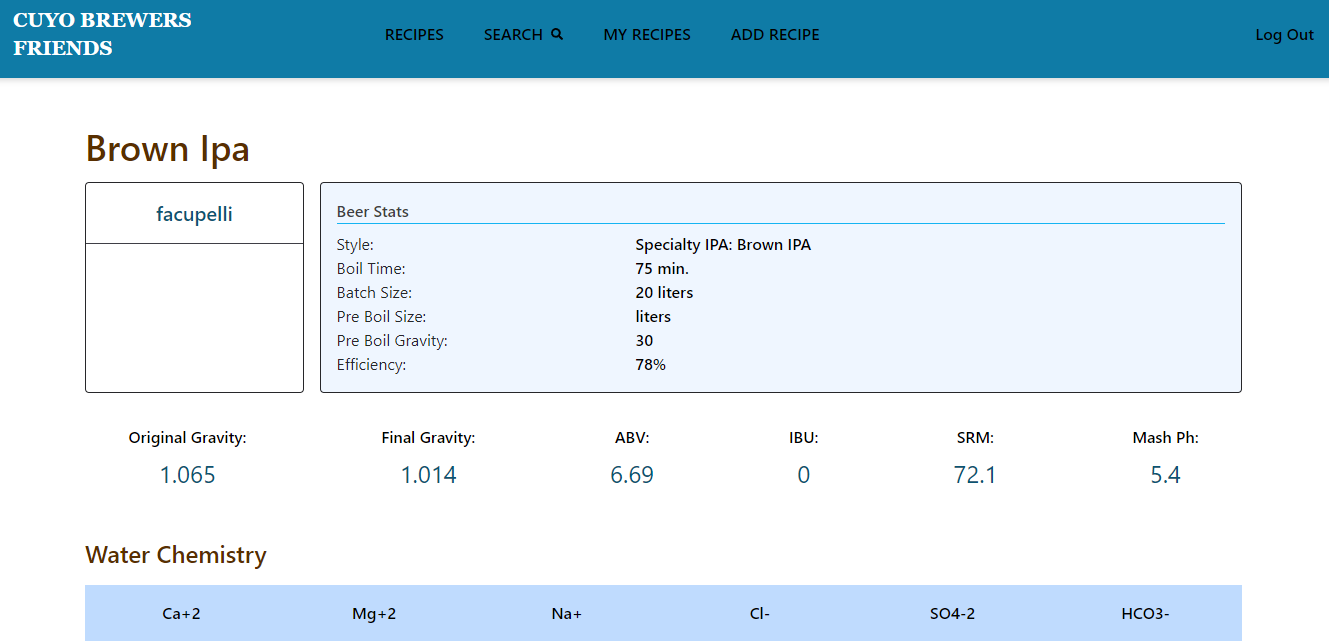 CUYO BREWERS
FRIENDS
RECIPES SEARCH MY RECIPES ADD RECIPE Log Out
Brown Ipa
facupelli
Beer Stats
Style: Specialty IPA: Brown IPA
Boil Time: 75 min.
Batch Size: 20 liters
Pre Boil Size: liters
Pre Boil Gravity: 30
Efficiency: 78%
Original Gravity: Final Gravity: ABV: IBU: SRM: Mash Ph:
1.065 1.014 6.69 0 72.1 5.4
Water Chemistry
Ca+2 Mg+2 Na+ Cl- SO4-2 HCO3-